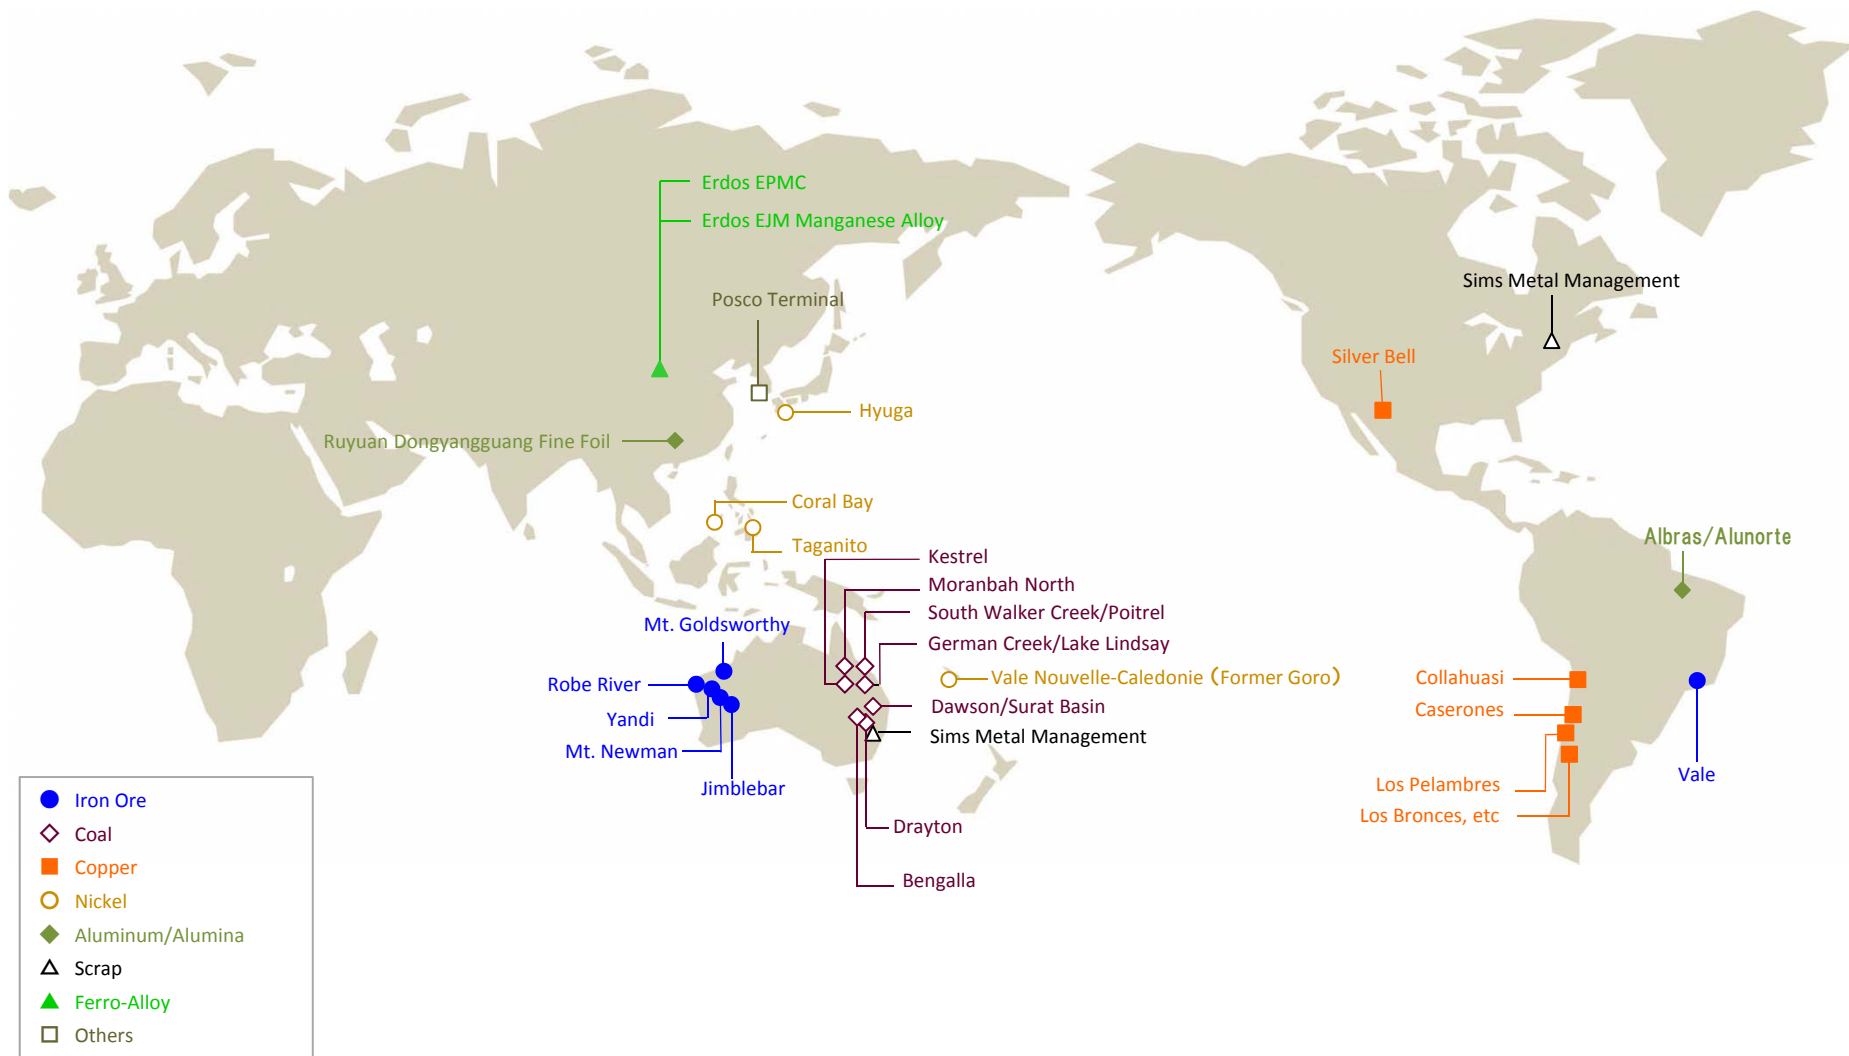 Erdos EPMC
Erdos EJM Manganese Alloy
Sims Metal Management
Posco Terminal
Silver Bell
Hyuga
Ruyuan Dongyangguang Fine Foil
Coral Bay
Albras/Alunorte
Taganito
Kestrel
Moranbah North
South Walker Creek/Poitrel
Mt. Goldsworthy
German Creek/Lake Lindsay
Vale Nouvelle-Caledonie (Former Goro)
Collahuasi
Robe River
Dawson/Surat Basin
Caserones
Yandi
Sims Metal Management
Mt. Newman
Vale
Los Pelambres
Jimblebar
Los Bronces, etc
Drayton
Bengalla
Iron Ore
Coal
Copper
Nickel
Aluminum/Alumina
Scrap
Ferro-Alloy
Others